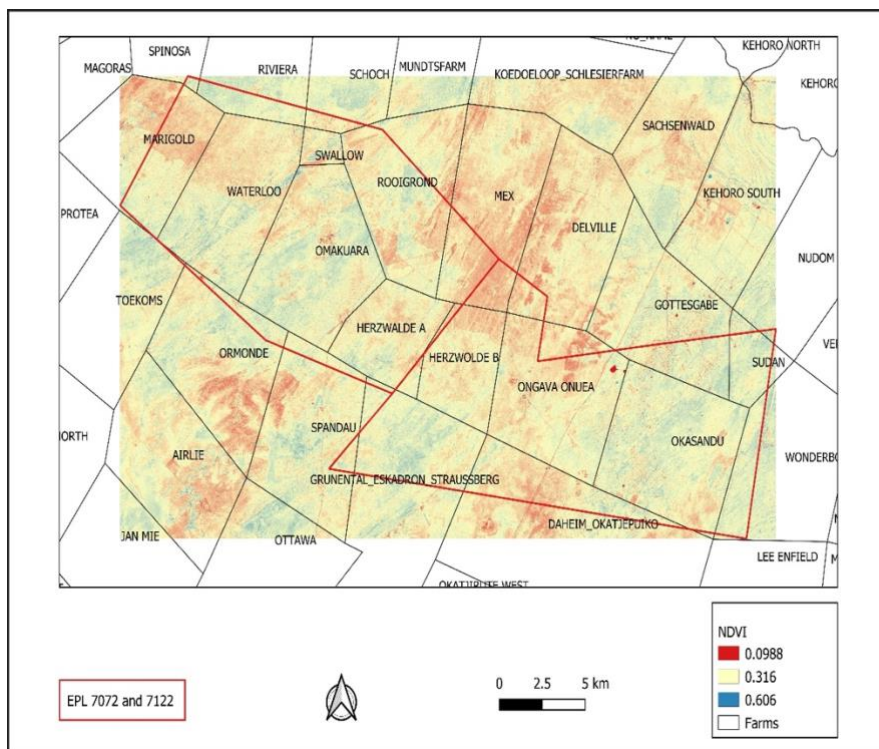 SPINOSA
KEHORO NORTH
MAGORAS
RIVIERA
SCHOCH
MUNDTSFARM
KOEDOELOOP_SCHLESIERFARM
KEHORO
MARIGOLD
SACHSENWALD
SWALLOW
ROOIGROND
WATERLOO
MEX
KEHORO SOUTH
PROTEA
DELVILLE
OMAKUARA
NUDOM
TOEKOMS
GOTTESGABE
HERZWALDE A
ORMONDE
HERZWOLDE B
SUDAN
ONGAVA ONUEA
SPANDAU
OKASANDU
NORTH
AIRLIE
WONDERBO
GRUNENTAL_ESKADRON_STRAUSSBERG
DAHEIM_OKATJEPUIKO
JAN MIE
OTTAWA
LEE ENFIELD
NDVI
0.0988
0.316
0.606
Farms
EPL 7072 and 7122
0 2.5 5 km